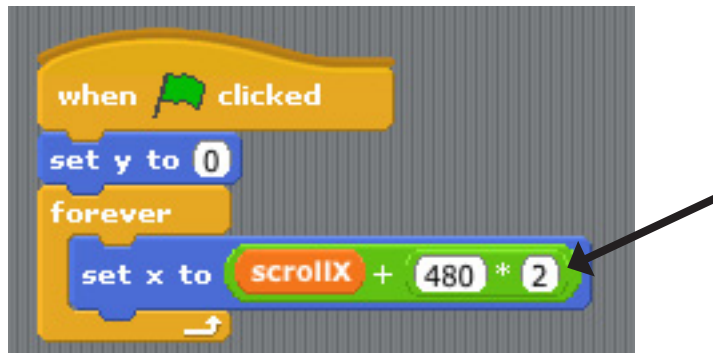 when clicked
set y to 0
forever
set x to scrollX + 480 * 2